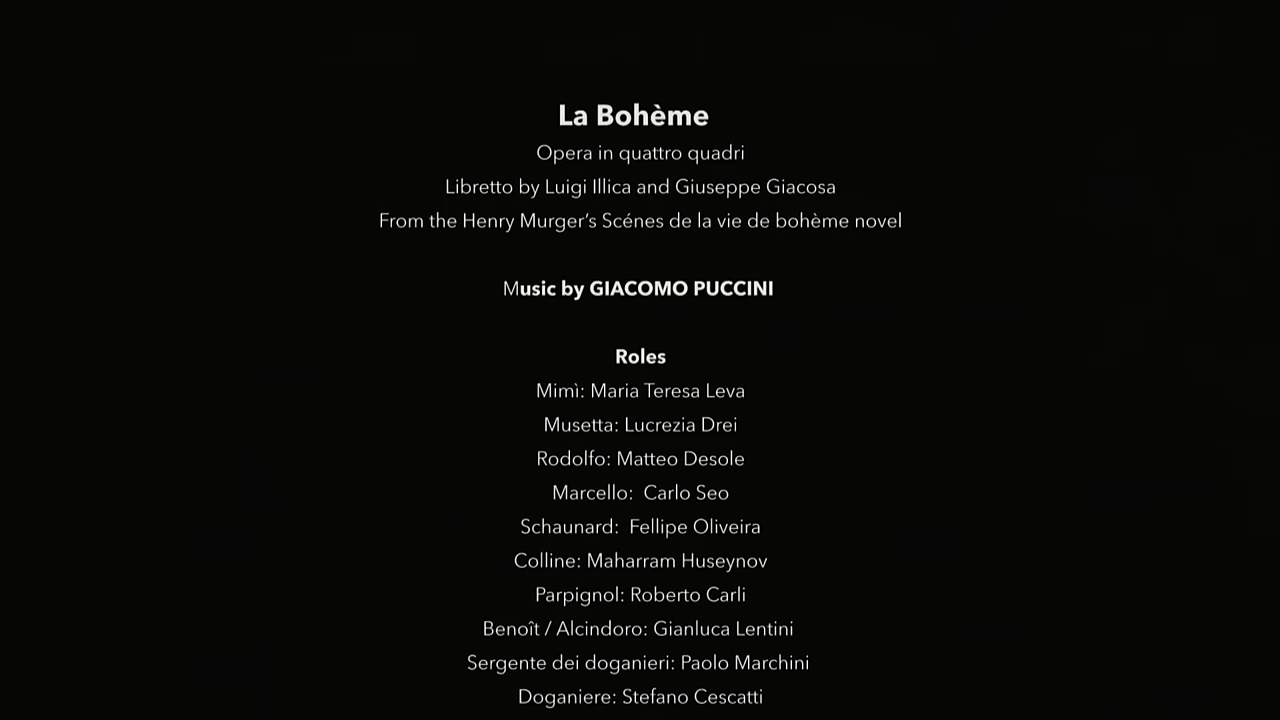 La Bohème
Opera in quattro quadri
Libretto by Luigi Illica and Giuseppe Giacosa
From the Henry Murger’s Scénes de la vie de bohème novel
Music by GIACOMO PUCCINI
Roles
Mimì: Maria Teresa Leva
Musetta: Lucrezia Drei
Rodolfo: Matteo Desole
Marcello:  Carlo Seo
Schaunard:  Fellipe Oliveira
Colline: Maharram Huseynov
Parpignol: Roberto Carli
Benoît / Alcindoro: Gianluca Lentini
Sergente dei doganieri: Paolo Marchini
Doganiere: Stefano Cescatti